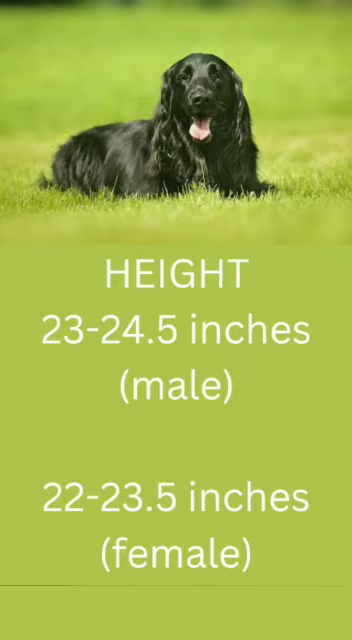 HEIGHT
23-24.5 inches
(male)
22-23.5 inches
(female)